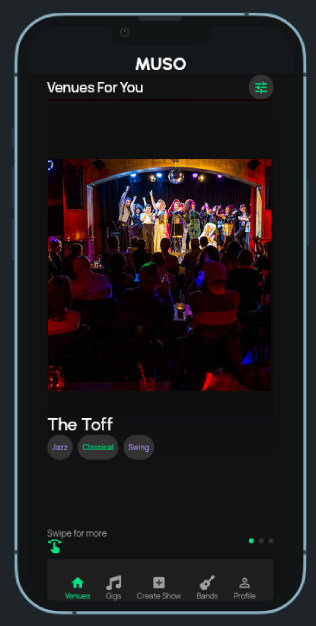 MUSO
Venues For You
The Toff
Jazz Classical Swing
Swipe for more
Venues Gigs Create Show Bands Profile